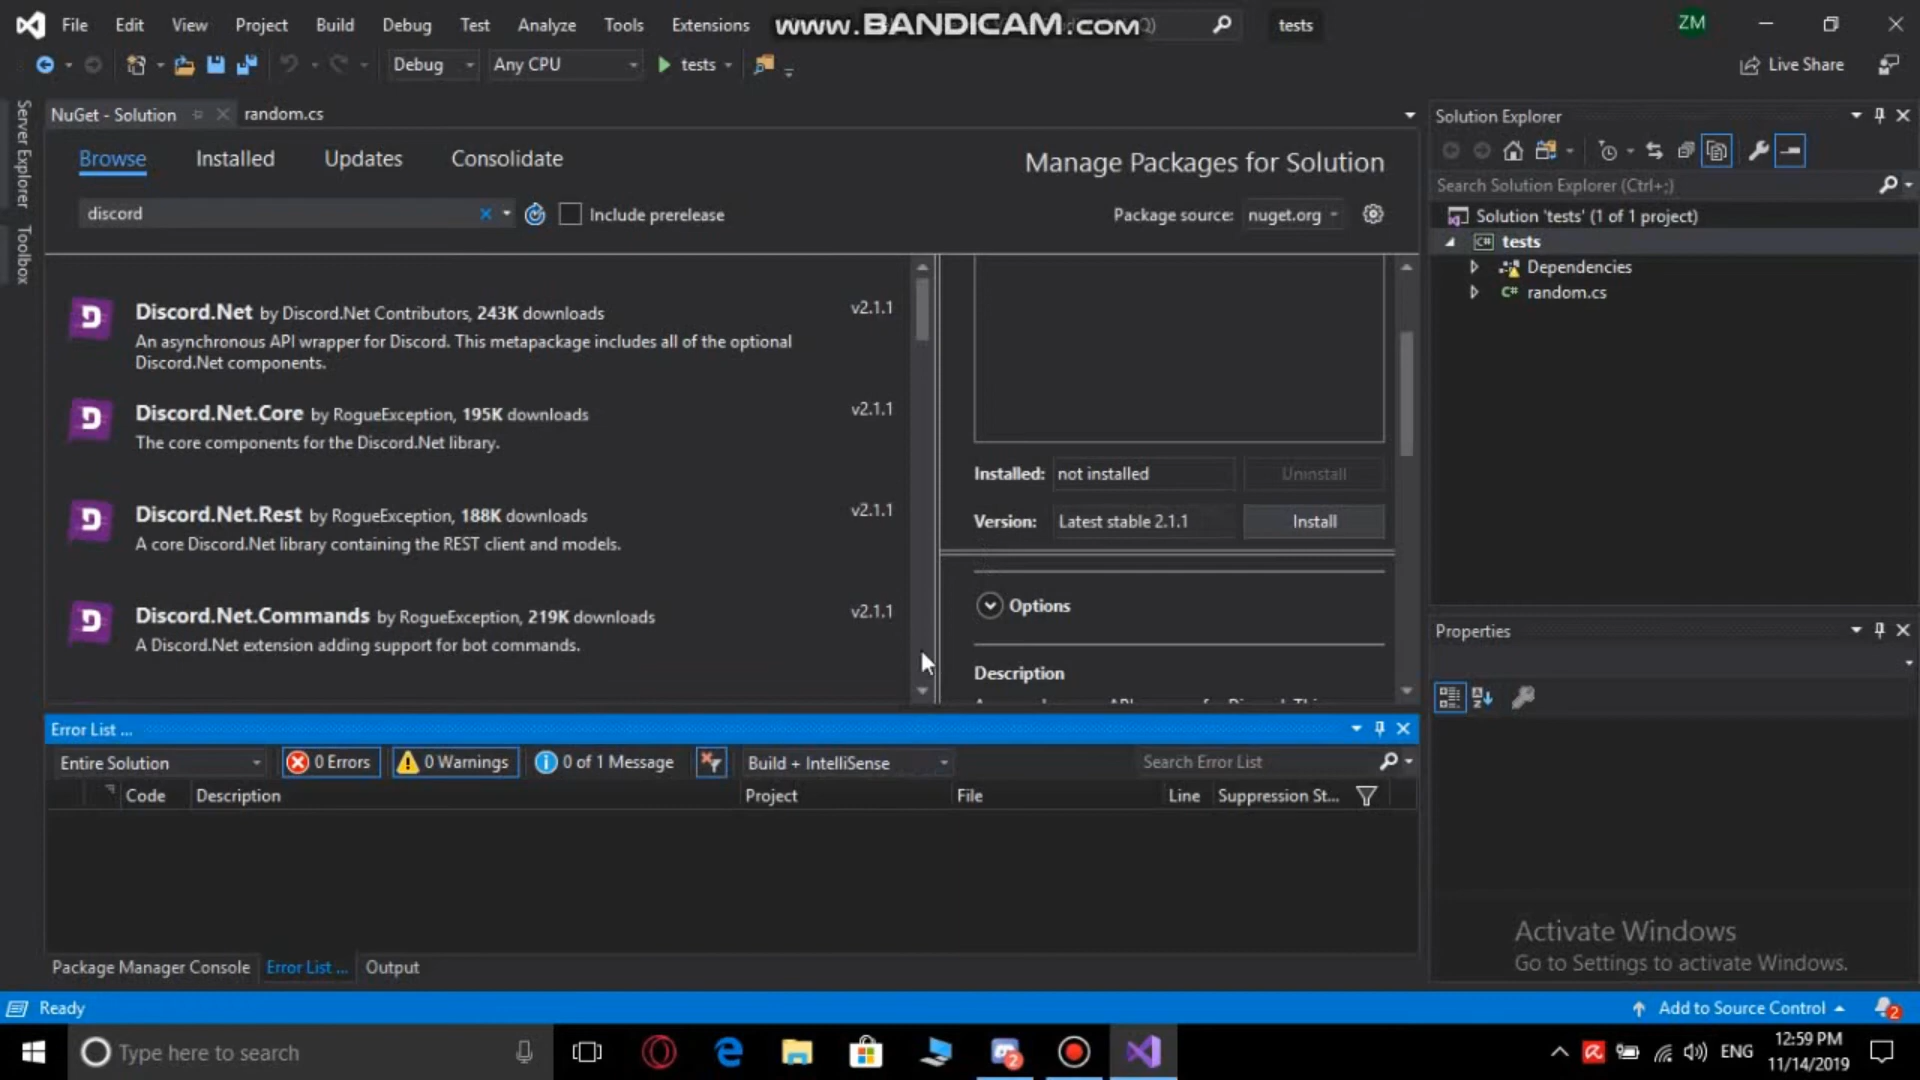 File Edit View Project Build Debug Test Analyze Tools Extensions www.BANDICAM.com Q) tests ZM
Debug Any CPU tests Live Share
Server Explorer
Toolbox
NuGet - Solution random.cs
Browse Installed Updates Consolidate Manage Packages for Solution
discord Include prerelease Package source: nuget.org
Discord.Net by Discord.Net Contributors, 243K downloads v2.1.1
An asynchronous API wrapper for Discord. This metapackage includes all of the optional
Discord.Net components.
Discord.Net.Core by RogueException, 195K downloads v2.1.1
The core components for the Discord.Net library.
Discord.Net.Rest by RogueException, 188K downloads v2.1.1
A core Discord.Net library containing the REST client and models.
Discord.Net.Commands by RogueException, 219K downloads v2.1.1
A Discord.Net extension adding support for bot commands.
Installed: not installed Uninstall
Version: Latest stable 2.1.1 Install
Options
Description
Solution Explorer
Search Solution Explorer (Ctrl+;)
Solution 'tests' (1 of 1 project)
C# tests
Dependencies
C# random.cs
Properties
Error List ...
Entire Solution 0 Errors 0 Warnings 0 of 1 Message Build + IntelliSense Search Error List
Code Description Project File Line Suppression St...
Package Manager Console Error List ... Output
Activate Windows
Go to Settings to activate Windows.
Ready Add to Source Control 2
Type here to search 2 ENG 12:59 PM
11/14/2019